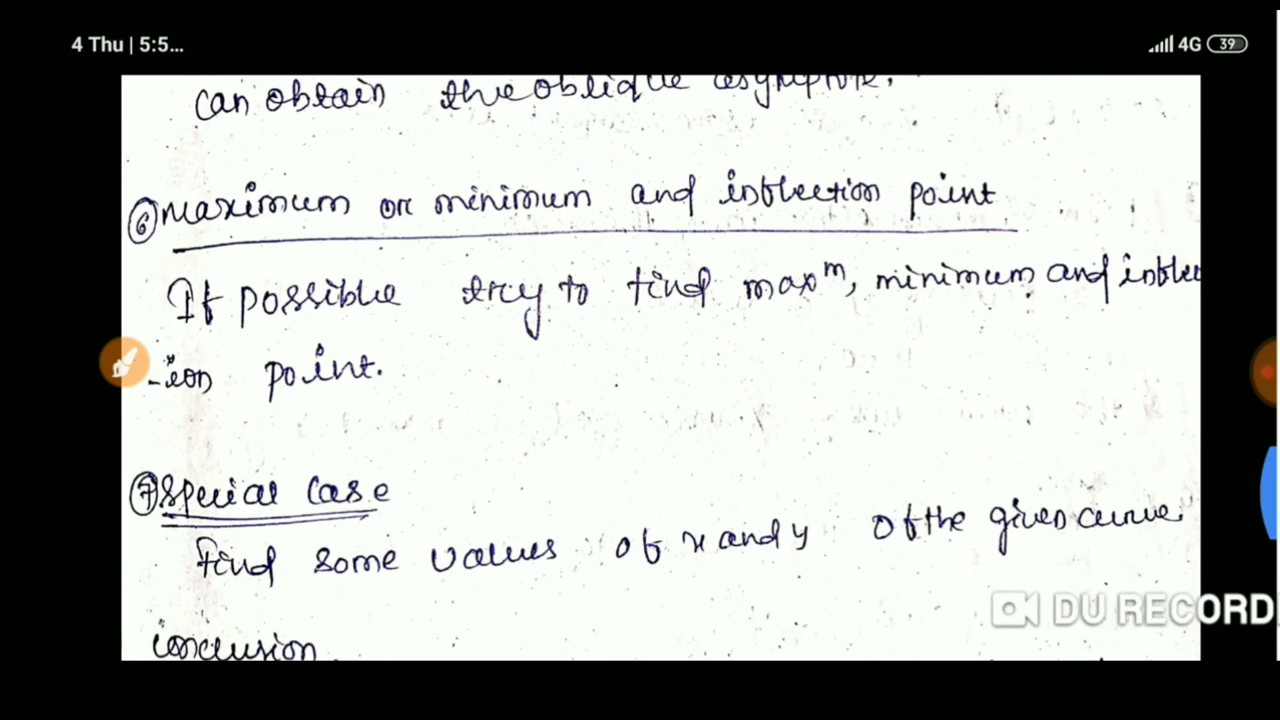 4 Thu | 5:5...
4G 39
can obtain the oblique asymptote.
⑥ Maximum or minimum and inflection point
If possible try to find maxᵐ, minimum and inflec
-ion point.
⑦ Special Case
Find some values of x and y of the given curve.
conclusion
DU RECORD